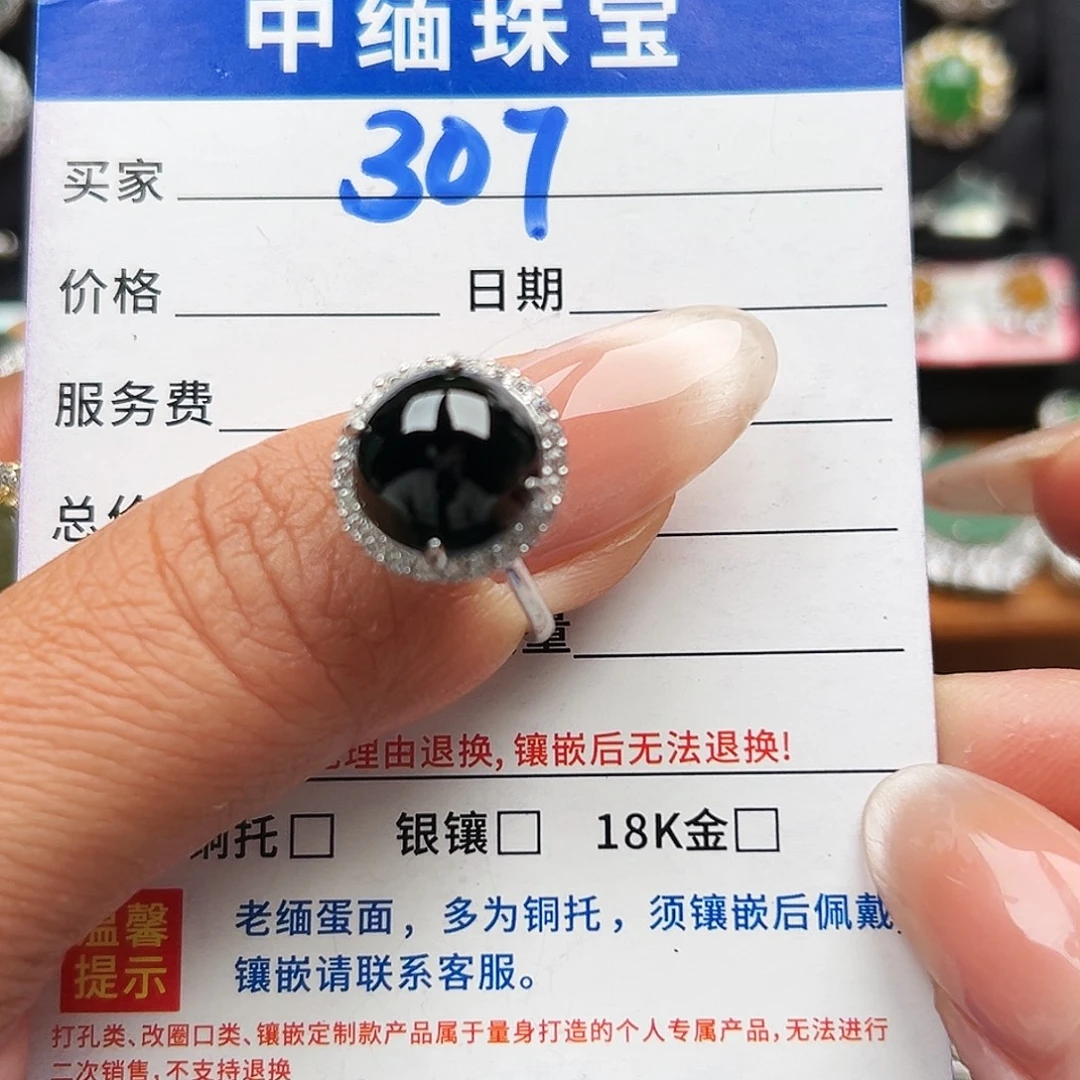 中缅珠宝
买家 307
价格 日期
服务费
总价
量
理由退换,镶嵌后无法退换!
铜托□ 银镶□ 18K金□
温馨
提示
老缅蛋面，多为铜托，须镶嵌后佩戴,
镶嵌请联系客服。
打孔类、改圈口类、镶嵌定制款产品属于量身打造的个人专属产品,无法进行
二次销售,不支持退换